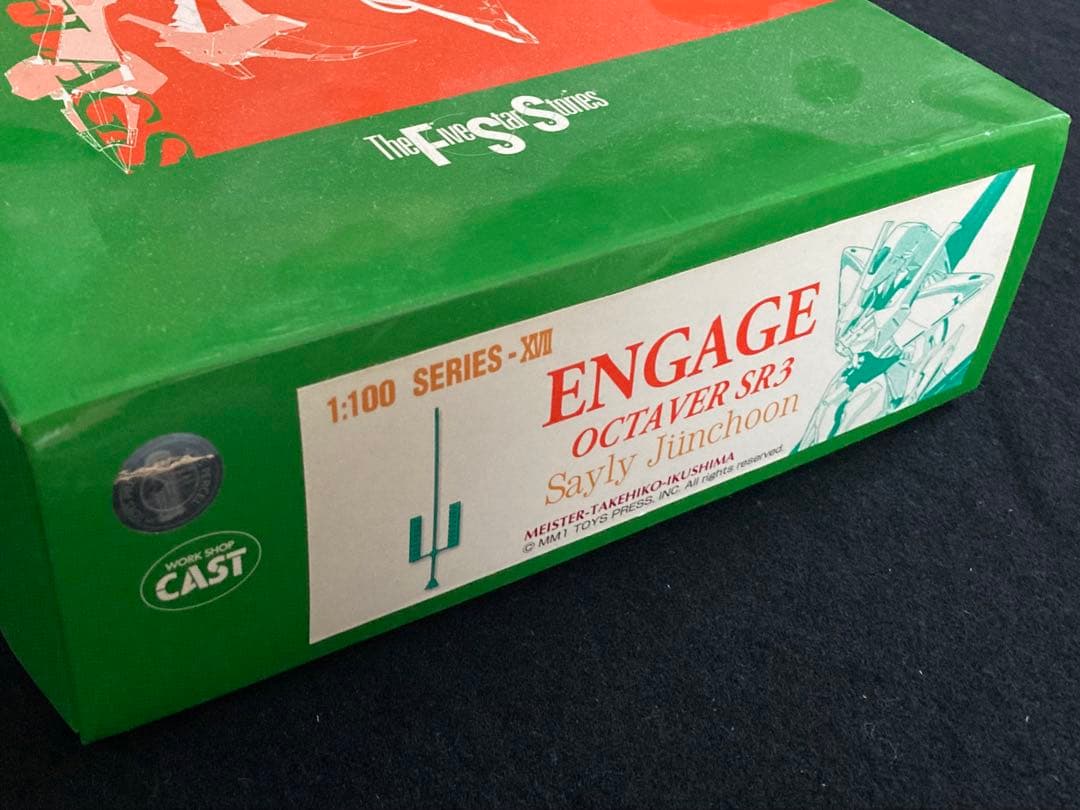 The Five Star Stories
1:100 SERIES-XVII
ENGAGE
OCTAVER SR3
Sayly Jünchoon
MEISTER-TAKEHIKO-IKUSHIMA
© MM1 TOYS PRESS, INC. All rights reserved.
WORK SHOP
CAST